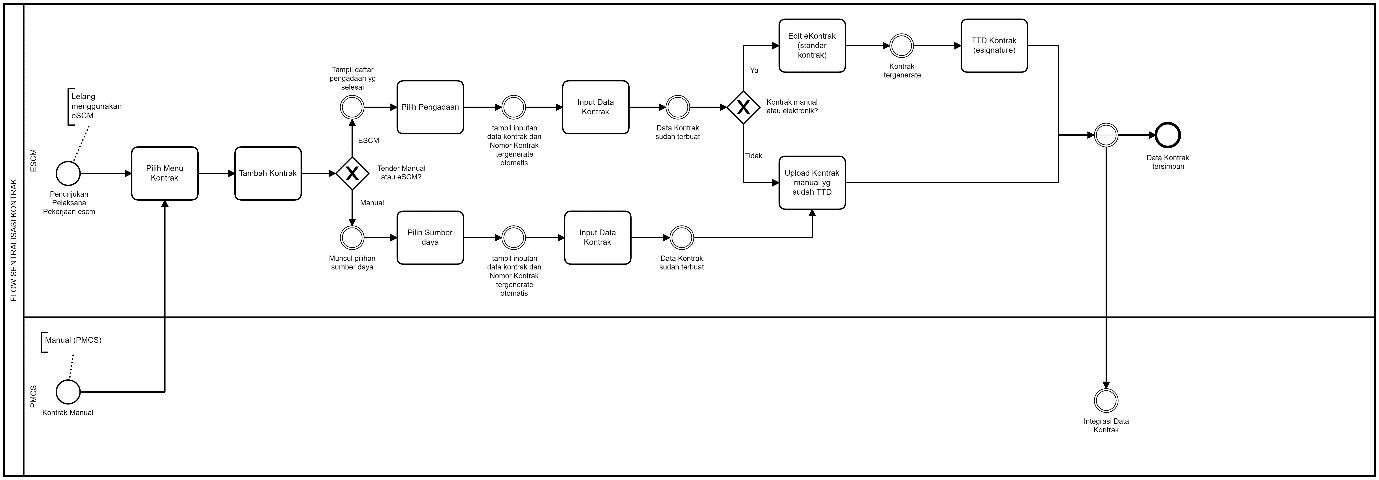 FLOW SENTRALISASI KONTRAK
ESCM
Lelang
menggunakan
eSCM
Penunjukan
Pelaksana
Pekerjaan escm
Pilih Menu
Kontrak
Tambah Kontrak
Tender Manual
atau eSCM?
ESCM
Manual
Tampil daftar
pengadaan yg
selesai
Pilih Pengadaan
tampil inputan
data kontrak dan
Nomor Kontrak
tergenerate
otomatis
Input Data
Kontrak
Data Kontrak
sudah terbuat
Kontrak manual
atau elektronik?
Ya
Tidak
Edit eKontrak
(standar
kontrak)
Kontrak
tergenerate
TTD Kontrak
(esignature)
Upload Kontrak
manual yg
sudah TTD
Data Kontrak
tersimpan
Muncul pilihan
sumber daya
Pilih Sumber
daya
tampil inputan
data kontrak dan
Nomor Kontrak
tergenerate
otomatis
Input Data
Kontrak
Data Kontrak
sudah terbuat
PMCS
Manual (PMCS)
Kontrak Manual
Integrasi Data
Kontrak